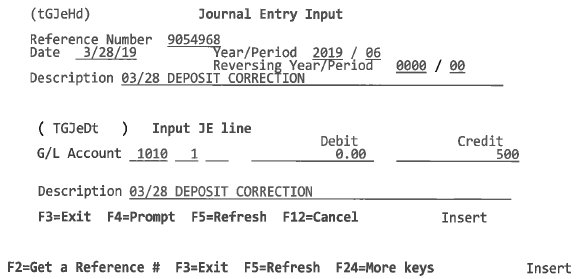 (tGJeHd) Journal Entry Input
Reference Number 9054968
Date 3/28/19 Year/Period 2019 / 06
Reversing Year/Period 0000 / 00
Description 03/28 DEPOSIT CORRECTION
( TGJeDt ) Input JE line
Debit Credit
G/L Account 1010 1 0.00 500
Description 03/28 DEPOSIT CORRECTION
F3=Exit F4=Prompt F5=Refresh F12=Cancel Insert
F2=Get a Reference # F3=Exit F5=Refresh F24=More keys Insert